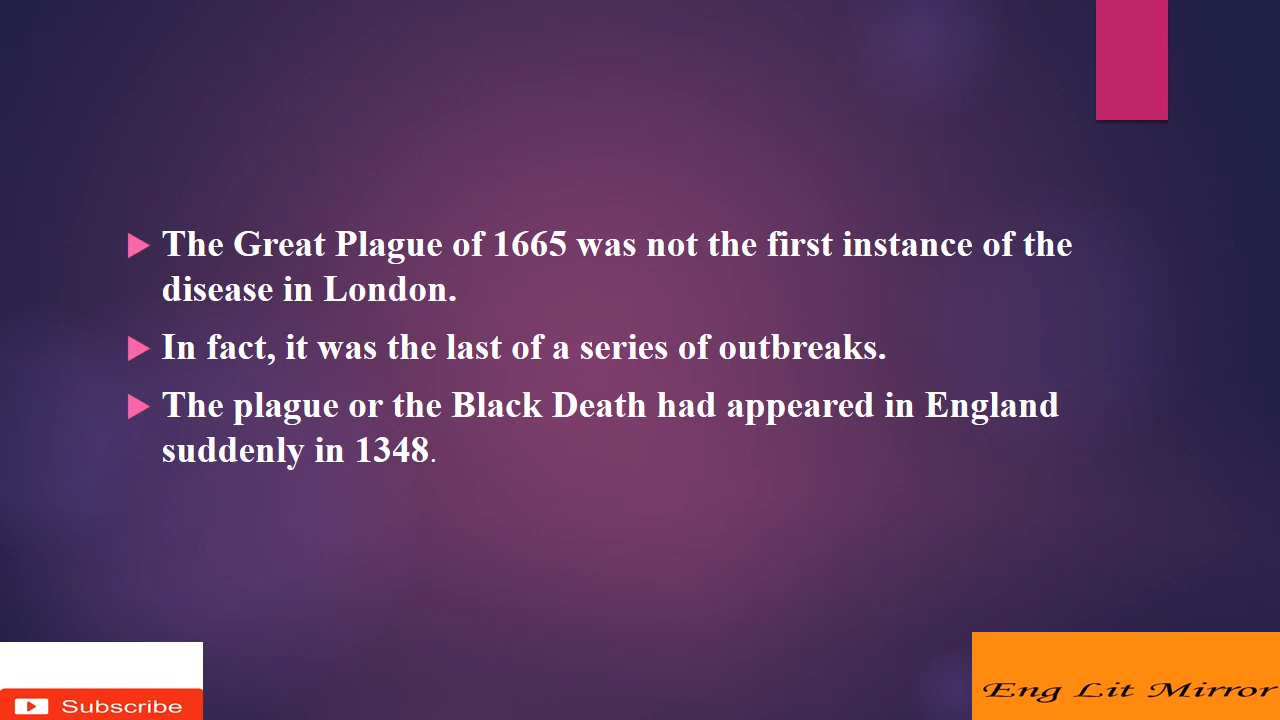 The Great Plague of 1665 was not the first instance of the
disease in London.
In fact, it was the last of a series of outbreaks.
The plague or the Black Death had appeared in England
suddenly in 1348.
Subscribe
Eng Lit Mirror